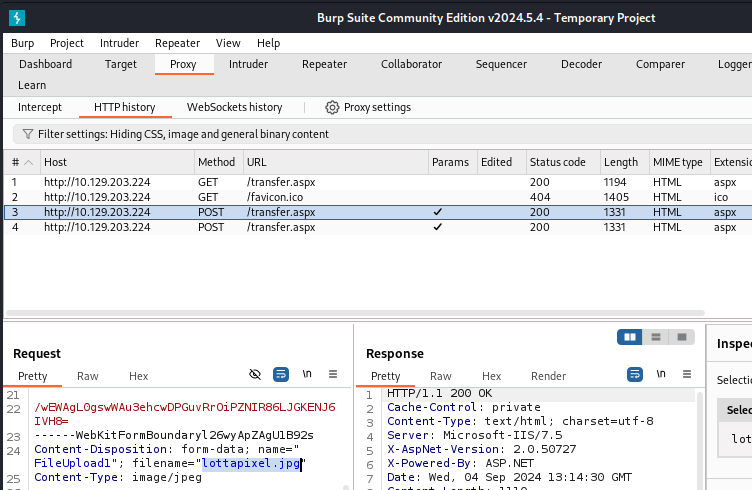 Burp Suite Community Edition v2024.5.4 - Temporary Project
Burp Project Intruder Repeater View Help
Dashboard Target Proxy Intruder Repeater Collaborator Sequencer Decoder Comparer Logger
Learn
Intercept HTTP history WebSockets history Proxy settings
Filter settings: Hiding CSS, image and general binary content
# Host Method URL Params Edited Status code Length MIME type Extensio
1 http://10.129.203.224 GET /transfer.aspx 200 1194 HTML aspx
2 http://10.129.203.224 GET /favicon.ico 404 1405 HTML ico
3 http://10.129.203.224 POST /transfer.aspx ✓ 200 1331 HTML aspx
4 http://10.129.203.224 POST /transfer.aspx ✓ 200 1331 HTML aspx
Request
Pretty Raw Hex \n
21
22 /wEWAgL0gswWAu3ehcwDPGuvRrOiPZNIR86LJGKENJ6
IVH8=
23 ------WebKitFormBoundaryl26wyApZAgU1B92s
24 Content-Disposition: form-data; name="
FileUpload1"; filename="lottapixel.jpg"
25 Content-Type: image/jpeg
Response
Pretty Raw Hex Render \n
1 HTTP/1.1 200 OK
2 Cache-Control: private
3 Content-Type: text/html; charset=utf-8
4 Server: Microsoft-IIS/7.5
5 X-AspNet-Version: 2.0.50727
6 X-Powered-By: ASP.NET
7 Date: Wed, 04 Sep 2024 13:14:30 GMT
8 Content-Length: 1110
Inspe
Selectio
Selec
lot